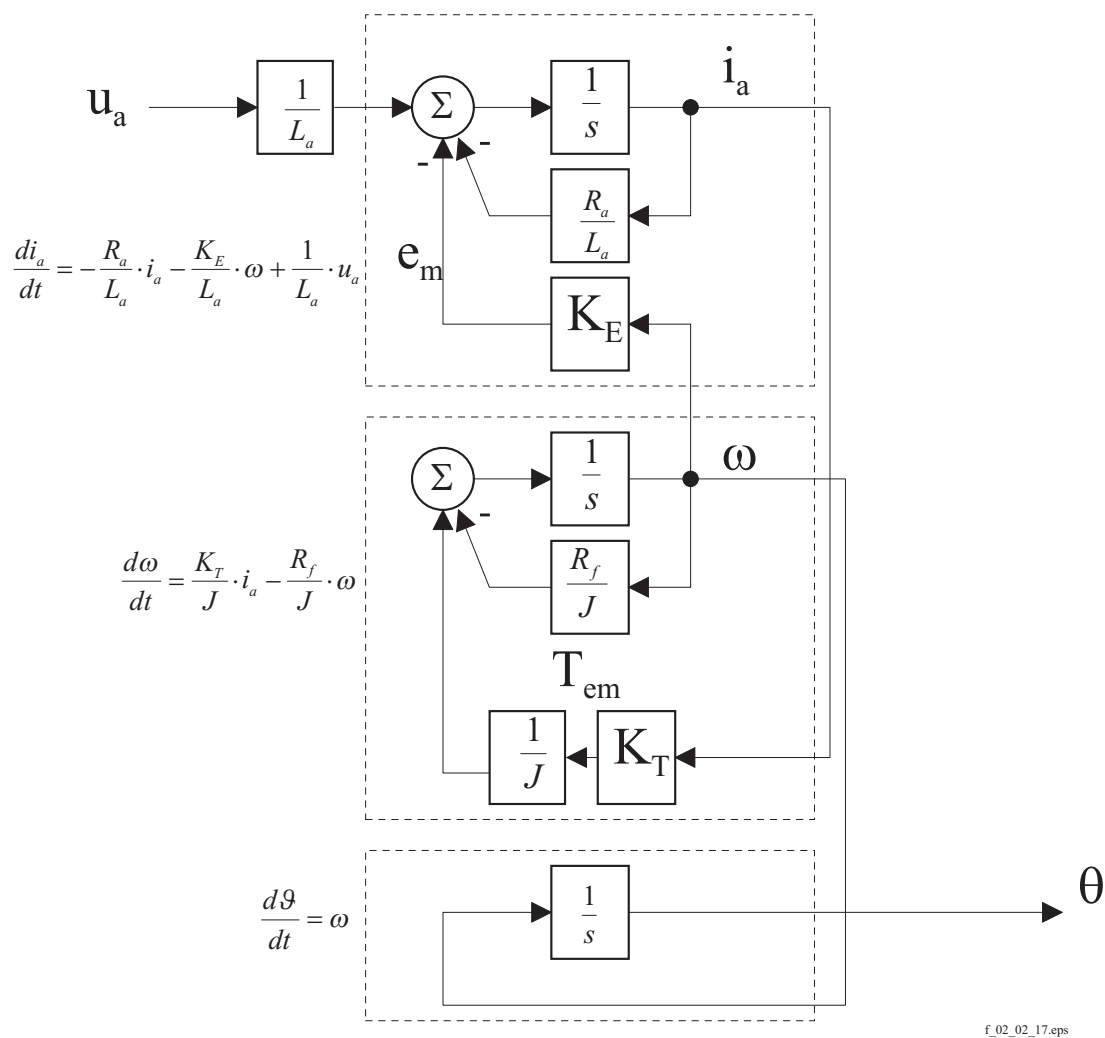 i_a
u_a
1/L_a
Σ
1/s
-
-
R_a/L_a
di_a/dt = -R_a/L_a · i_a - K_E/L_a · ω + 1/L_a · u_a
e_m
K_E
Σ
1/s
ω
-
dω/dt = K_T/J · i_a - R_f/J · ω
R_f/J
T_em
1/J
K_T
dϑ/dt = ω
1/s
θ
f_02_02_17.eps